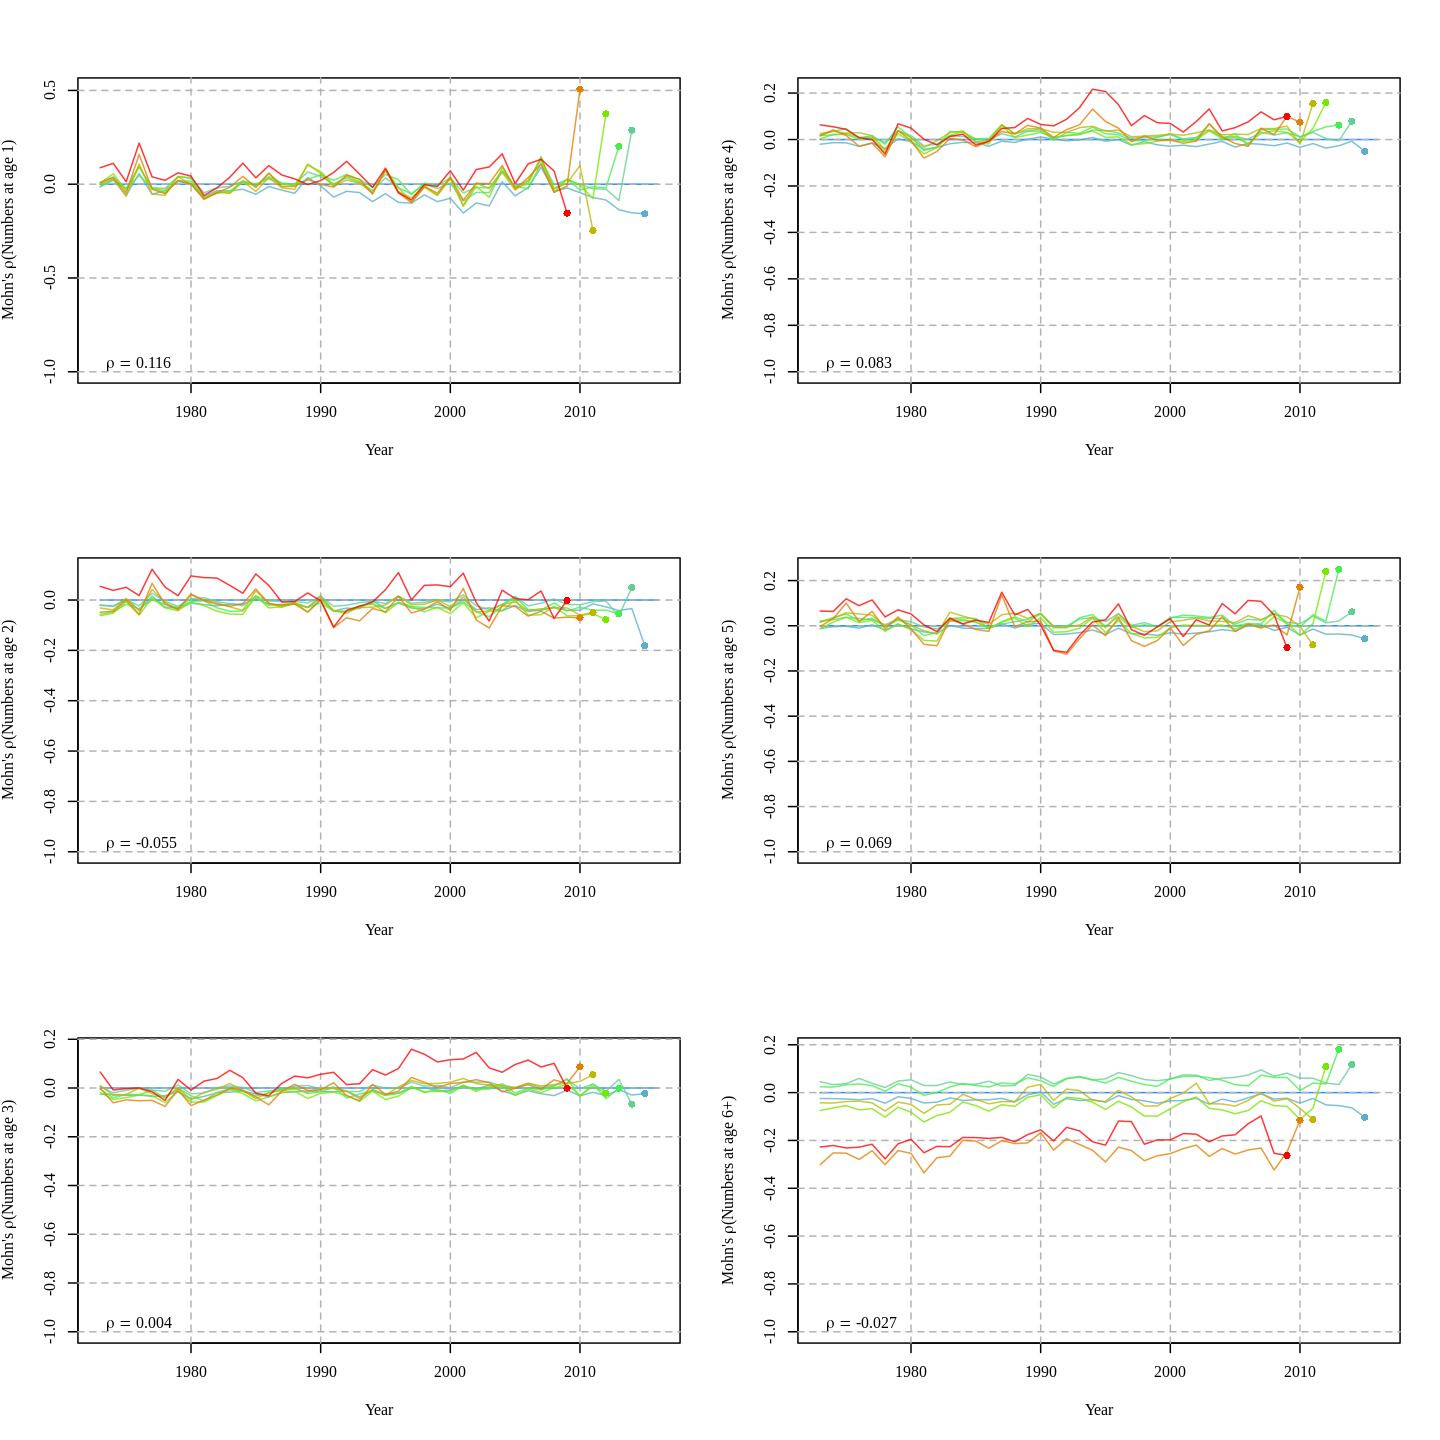 Mohn's ρ(Numbers at age 1)
0.5
0.0
-0.5
-1.0
ρ = 0.116
1980 1990 2000 2010
Year
Mohn's ρ(Numbers at age 4)
0.2
0.0
-0.2
-0.4
-0.6
-0.8
-1.0
ρ = 0.083
1980 1990 2000 2010
Year
Mohn's ρ(Numbers at age 2)
0.0
-0.2
-0.4
-0.6
-0.8
-1.0
ρ = -0.055
1980 1990 2000 2010
Year
Mohn's ρ(Numbers at age 5)
0.2
0.0
-0.2
-0.4
-0.6
-0.8
-1.0
ρ = 0.069
1980 1990 2000 2010
Year
Mohn's ρ(Numbers at age 3)
0.2
0.0
-0.2
-0.4
-0.6
-0.8
-1.0
ρ = 0.004
1980 1990 2000 2010
Year
Mohn's ρ(Numbers at age 6+)
0.2
0.0
-0.2
-0.4
-0.6
-0.8
-1.0
ρ = -0.027
1980 1990 2000 2010
Year